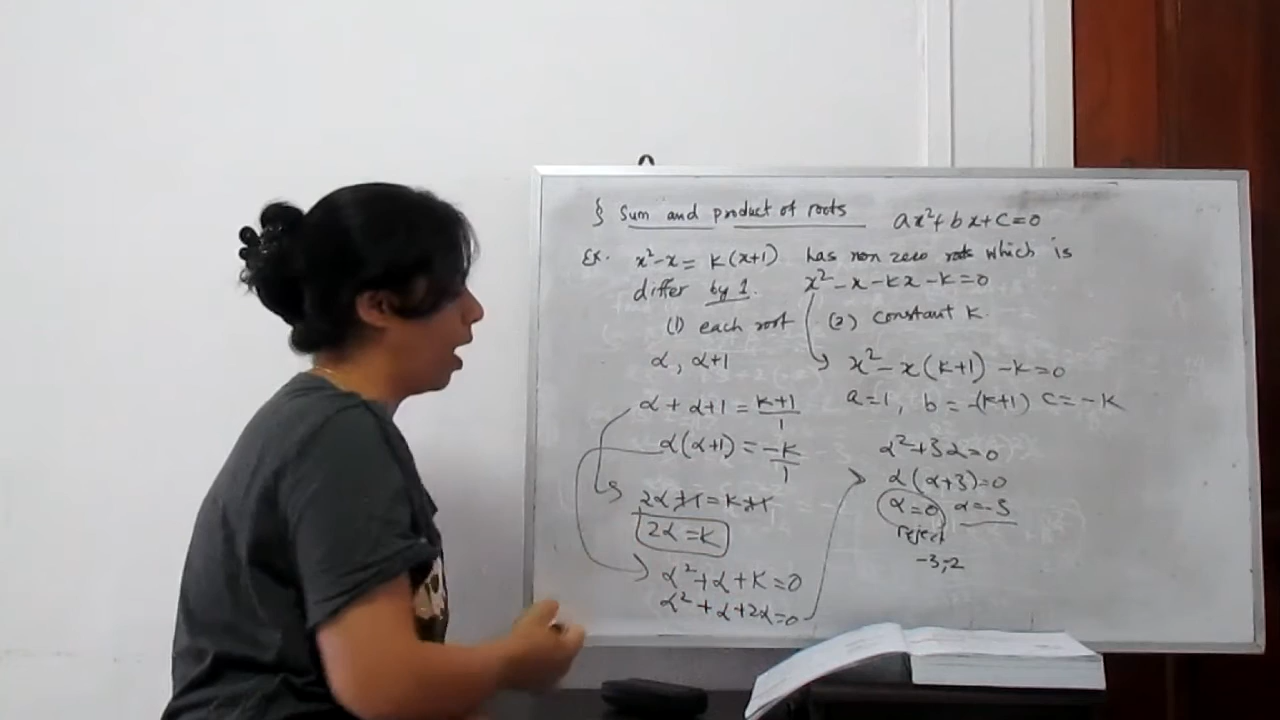 § Sum and product of roots ax²+bx+c=0
Ex. x²-x = k(x+1) has non zero roots which is
differ by 1. x²-x-kx-k=0
(1) each root (2) constant k.
α, α+1
x²-x(k+1)-k=0
α+α+1 = k+1/1
a=1, b=-(k+1) c=-k
α(α+1) = -k/1
2α+1=k+1
2α=k
α²+α+k=0
α²+α+2α=0
α²+3α=0
α(α+3)=0
α=0 α=-3
reject
-3,-2